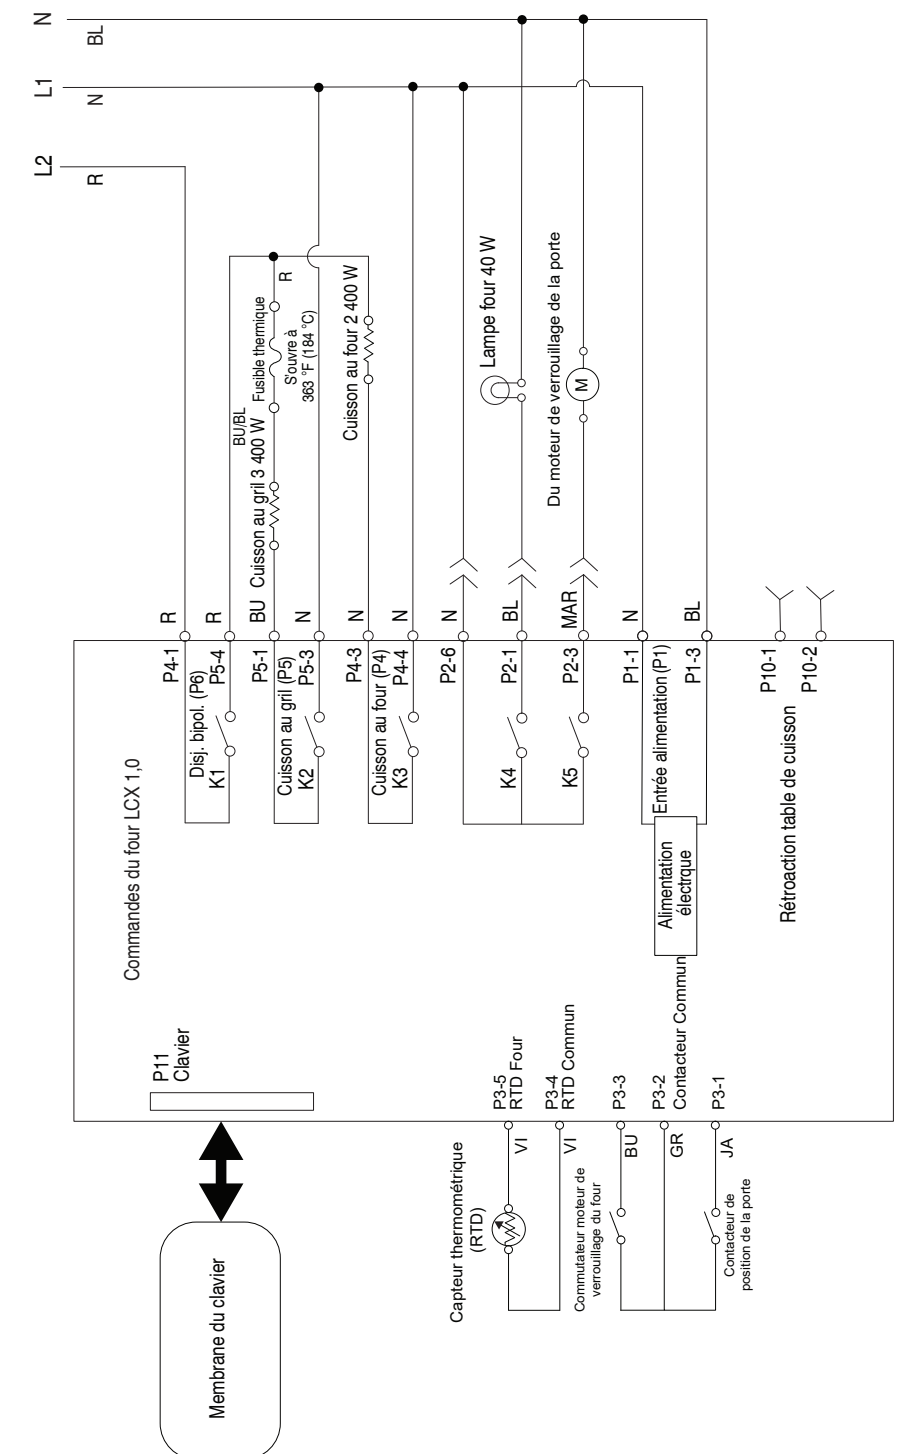 N
BL
L1
N
L2
R
R
Fusible thermique
S'ouvre à
363 °F (184 °C)
BU/BL
Cuisson au gril 3 400 W
Cuisson au four 2 400 W
Lampe four 40 W
Du moteur de verrouillage de la porte
M
R
R
BU
N
N
N
N
BL
MAR
N
BL
P4-1
P5-4
P5-1
P5-3
P4-3
P4-4
P2-6
P2-1
P2-3
P1-1
P1-3
P10-1
P10-2
Disj. bipol. (P6)
K1
Cuisson au gril (P5)
K2
Cuisson au four (P4)
K3
K4
K5
Entrée alimentation (P1)
Alimentation
électrque
Rétroaction table de cuisson
Commandes du four LCX 1,0
P11
Clavier
Membrane du clavier
P3-5
RTD Four
P3-4
RTD Commun
P3-3
P3-2
Contacteur Commun
P3-1
VI
VI
BU
GR
JA
Capteur thermométrique
(RTD)
Commutateur moteur de
verrouillage du four
Contacteur de
position de la porte